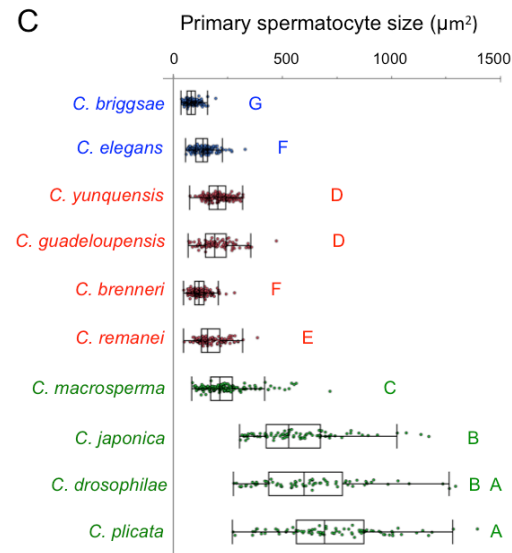 C
Primary spermatocyte size (µm²)
0 500 1000 1500
C. briggsae G
C. elegans F
C. yunquensis D
C. guadeloupensis D
C. brenneri F
C. remanei E
C. macrosperma C
C. japonica B
C. drosophilae B A
C. plicata A